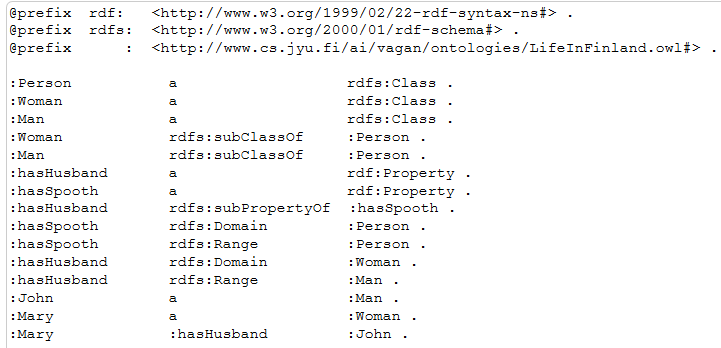 @prefix  rdf:   <http://www.w3.org/1999/02/22-rdf-syntax-ns#> .
@prefix  rdfs:  <http://www.w3.org/2000/01/rdf-schema#> .
@prefix      :  <http://www.cs.jyu.fi/ai/vagan/ontologies/LifeInFinland.owl#> .
:Person             a                     rdfs:Class .
:Woman              a                     rdfs:Class .
:Man                a                     rdfs:Class .
:Woman              rdfs:subClassOf       :Person .
:Man                rdfs:subClassOf       :Person .
:hasHusband         a                     rdf:Property .
:hasSpooth          a                     rdf:Property .
:hasHusband         rdfs:subPropertyOf    :hasSpooth .
:hasSpooth          rdfs:Domain           :Person .
:hasSpooth          rdfs:Range            :Person .
:hasHusband         rdfs:Domain           :Woman .
:hasHusband         rdfs:Range            :Man .
:John               a                     :Man .
:Mary               a                     :Woman .
:Mary               :hasHusband           :John .